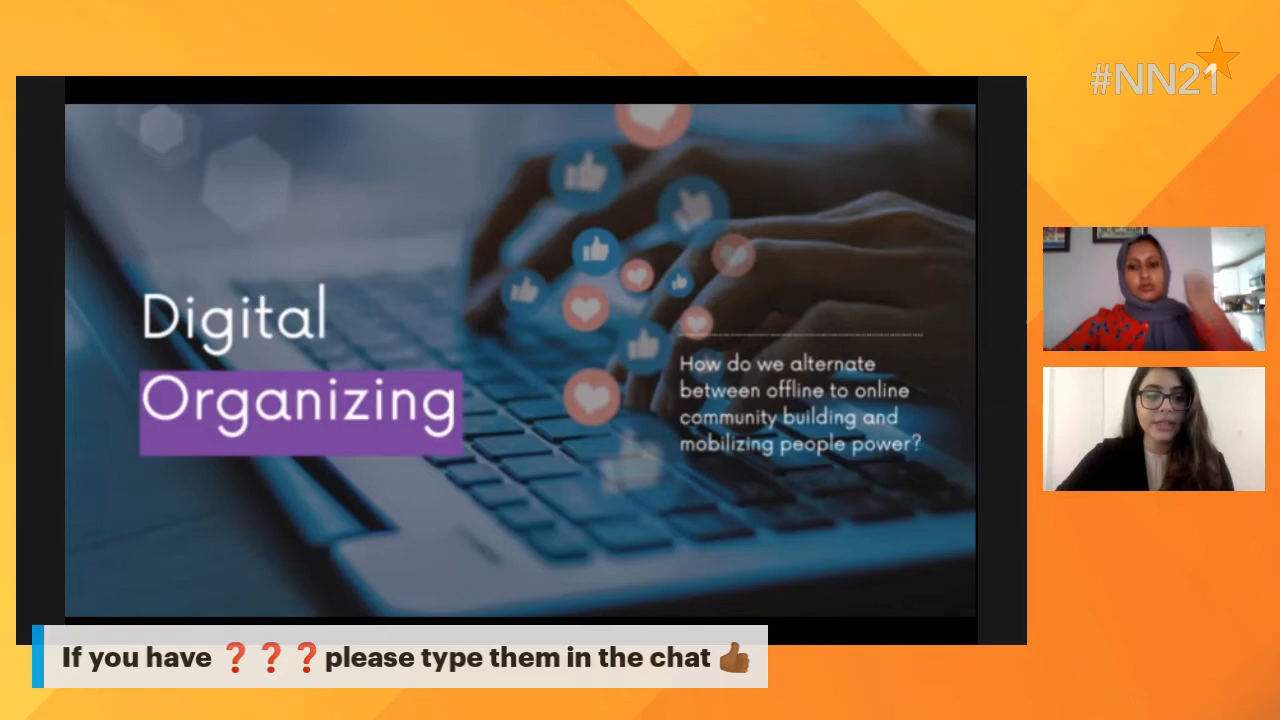 #NN21
Digital
Organizing
How do we alternate
between offline to online
community building and
mobilizing people power?
If you have ❓❓❓please type them in the chat 👍🏾